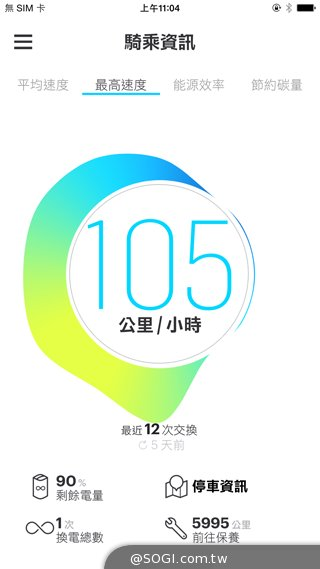 無 SIM 卡 上午11:04
騎乘資訊
平均速度 最高速度 能源效率 節約碳量
105
公里/小時
最近12次交換
5 天前
90 %
剩餘電量
停車資訊
1 次
換電總數
5995 公里
前往保養
@SOGI.com.tw